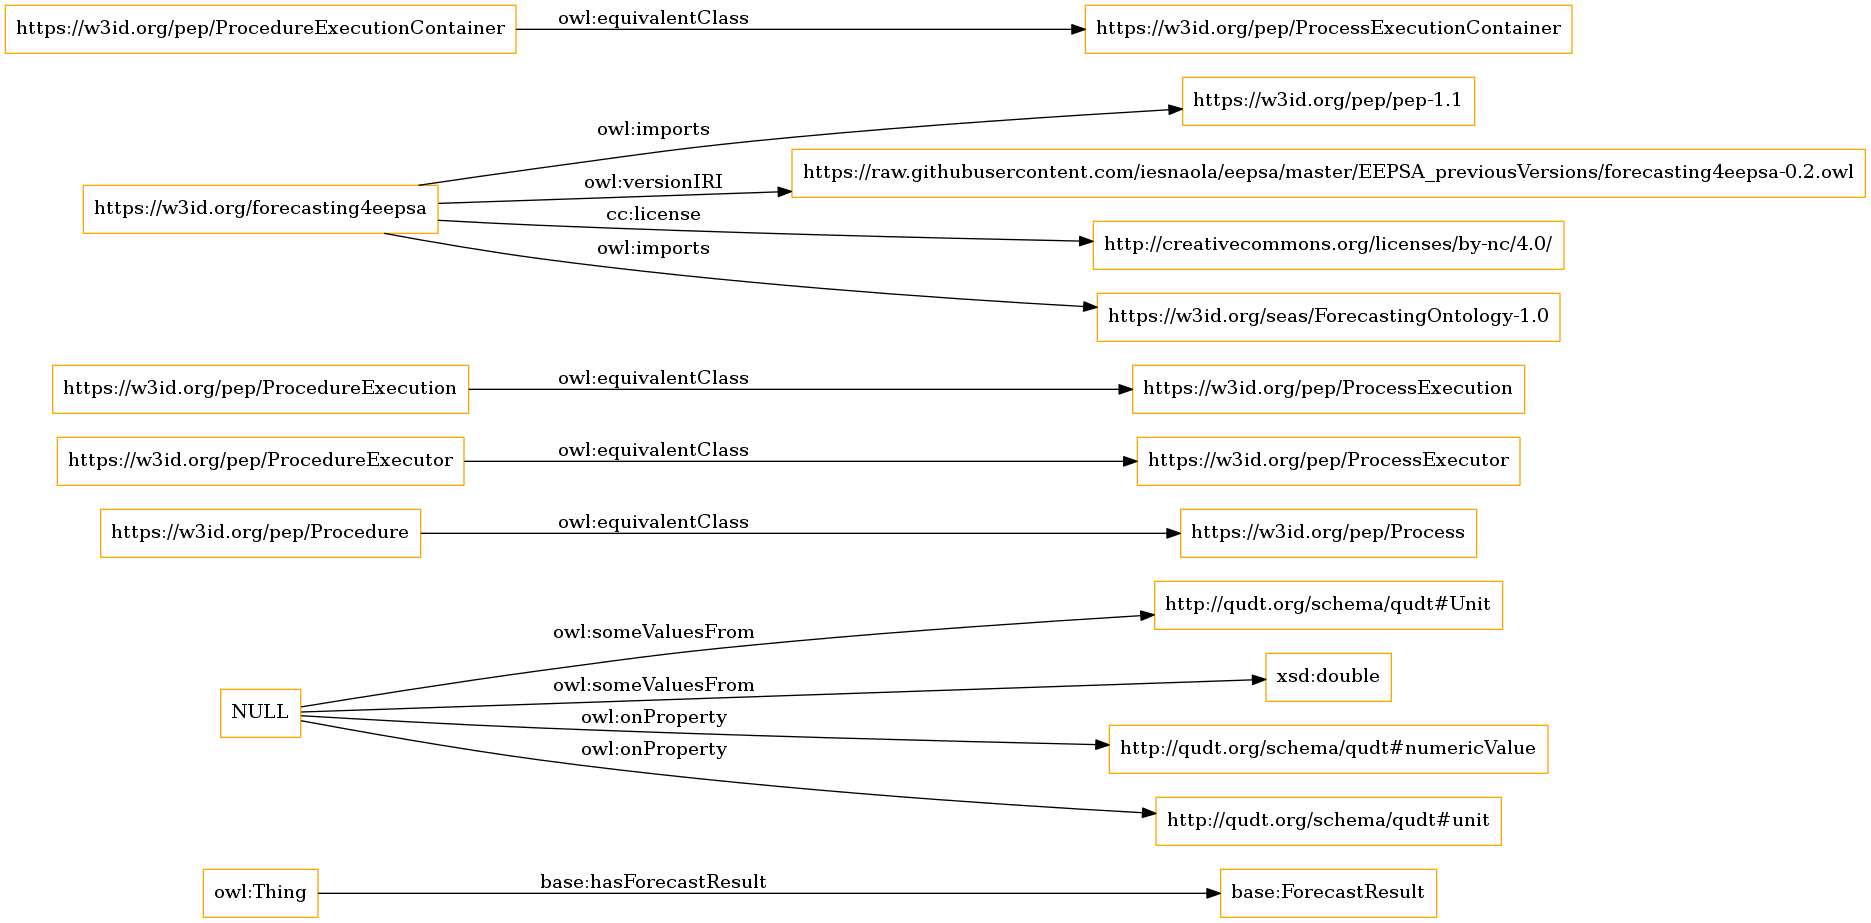 https://w3id.org/pep/ProcedureExecutionContainer
owl:equivalentClass
https://w3id.org/pep/ProcessExecutionContainer
https://w3id.org/forecasting4eepsa
owl:imports
https://w3id.org/pep/pep-1.1
owl:versionIRI
https://raw.githubusercontent.com/iesnaola/eepsa/master/EEPSA_previousVersions/forecasting4eepsa-0.2.owl
cc:license
http://creativecommons.org/licenses/by-nc/4.0/
owl:imports
https://w3id.org/seas/ForecastingOntology-1.0
https://w3id.org/pep/ProcedureExecution
owl:equivalentClass
https://w3id.org/pep/ProcessExecution
https://w3id.org/pep/ProcedureExecutor
owl:equivalentClass
https://w3id.org/pep/ProcessExecutor
https://w3id.org/pep/Procedure
owl:equivalentClass
https://w3id.org/pep/Process
NULL
owl:someValuesFrom
http://qudt.org/schema/qudt#Unit
owl:someValuesFrom
xsd:double
owl:onProperty
http://qudt.org/schema/qudt#numericValue
owl:onProperty
http://qudt.org/schema/qudt#unit
owl:Thing
base:hasForecastResult
base:ForecastResult